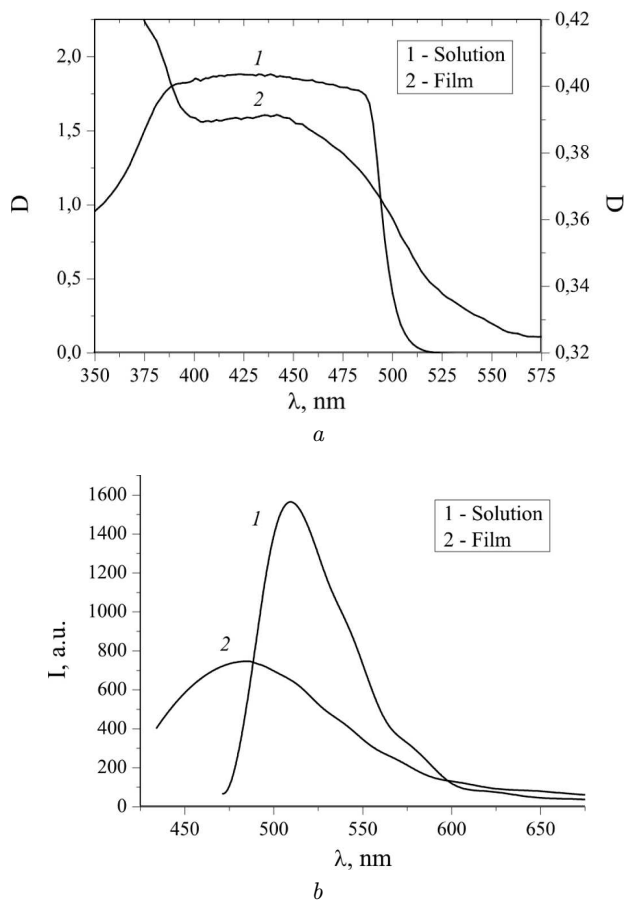 2,0
1,5
1,0
0,5
0,0
D
1
2
1 - Solution
2 - Film
0,42
0,40
0,38
0,36
0,34
0,32
D
350 375 400 425 450 475 500 525 550 575
λ, nm
a
1600
1400
1200
1000
800
600
400
200
0
I, a.u.
1
2
1 - Solution
2 - Film
450 500 550 600 650
λ, nm
b